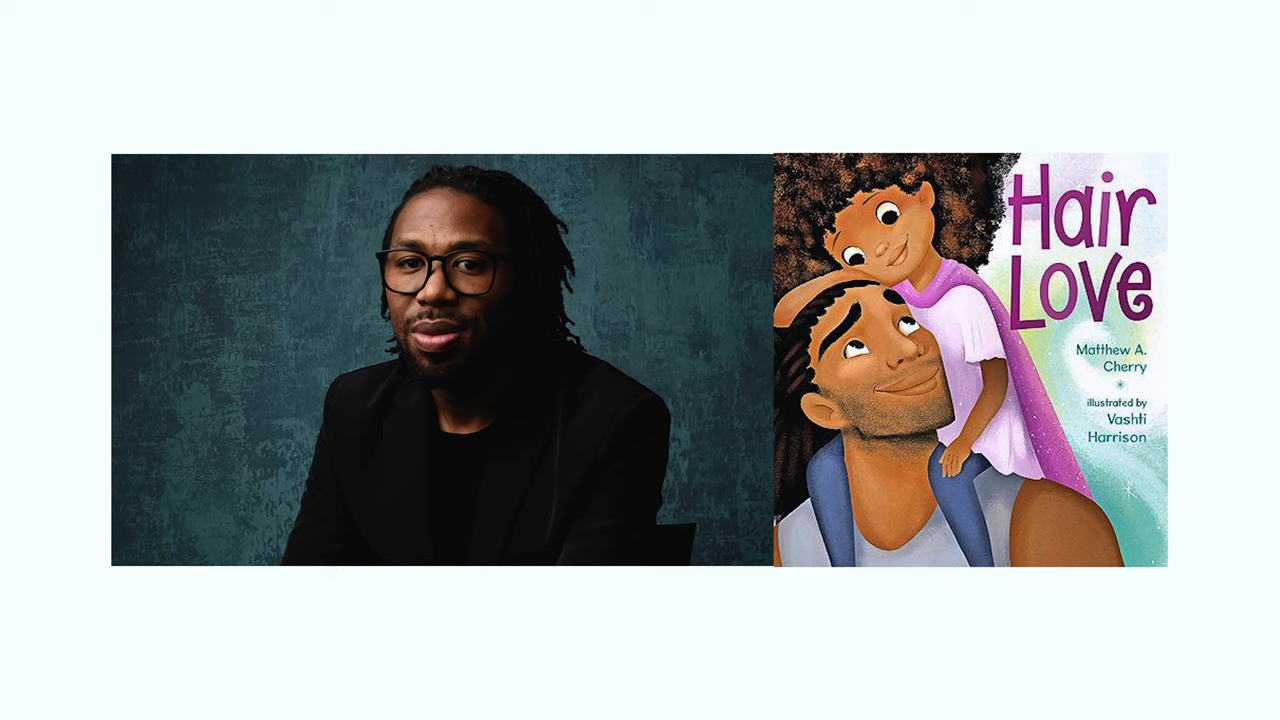 Hair
Love
Matthew A.
Cherry
illustrated by
Vashti
Harrison